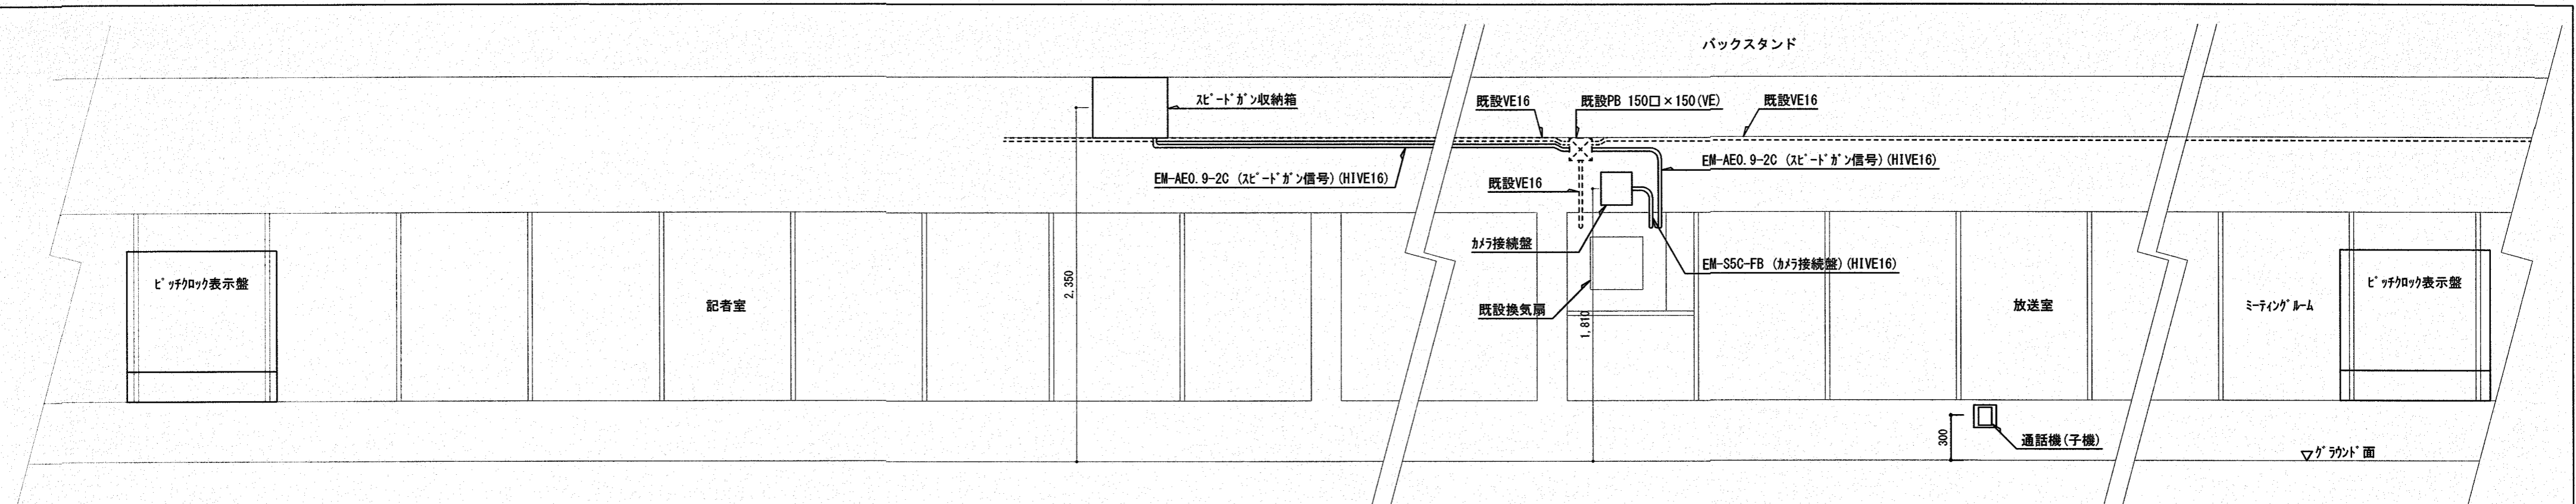 バックスタンド
スピードガン収納箱
既設VE16
既設PB 150□×150(VE)
既設VE16
EM-AE0.9-2C (スピードガン信号)(HIVE16)
EM-AE0.9-2C (スピードガン信号)(HIVE16)
既設VE16
カメラ接続盤
EM-S5C-FB (カメラ接続盤)(HIVE16)
ピッチクロック表示盤
記者室
2,350
既設換気扇
1,810
放送室
ミーティングルーム
ピッチクロック表示盤
300
通話機(子機)
▽グラウンド面